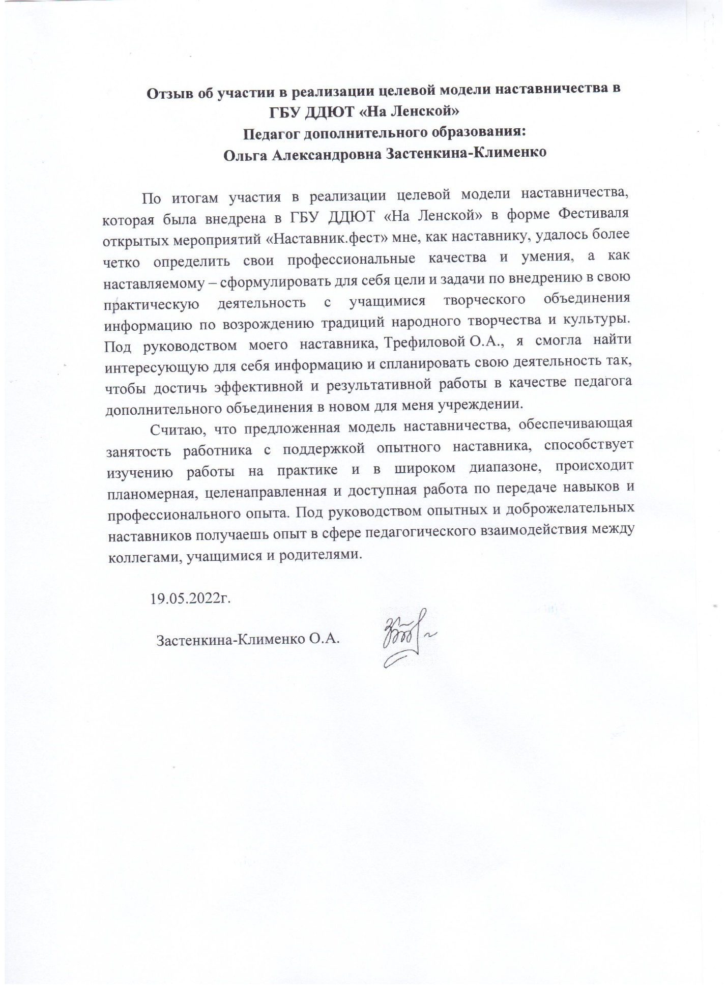 Отзыв об участии в реализации целевой модели наставничества в
ГБУ ДДЮТ «На Ленской»
Педагог дополнительного образования:
Ольга Александровна Застенкина-Клименко
По итогам участия в реализации целевой модели наставничества,
которая была внедрена в ГБУ ДДЮТ «На Ленской» в форме Фестиваля
открытых мероприятий «Наставник.фест» мне, как наставнику, удалось более
четко определить свои профессиональные качества и умения, а как
наставляемому – сформулировать для себя цели и задачи по внедрению в свою
практическую деятельность с учащимися творческого объединения
информацию по возрождению традиций народного творчества и культуры.
Под руководством моего наставника, Трефиловой О.А., я смогла найти
интересующую для себя информацию и спланировать свою деятельность так,
чтобы достичь эффективной и результативной работы в качестве педагога
дополнительного объединения в новом для меня учреждении.
Считаю, что предложенная модель наставничества, обеспечивающая
занятость работника с поддержкой опытного наставника, способствует
изучению работы на практике и в широком диапазоне, происходит
планомерная, целенаправленная и доступная работа по передаче навыков и
профессионального опыта. Под руководством опытных и доброжелательных
наставников получаешь опыт в сфере педагогического взаимодействия между
коллегами, учащимися и родителями.
19.05.2022г.
Застенкина-Клименко О.А.